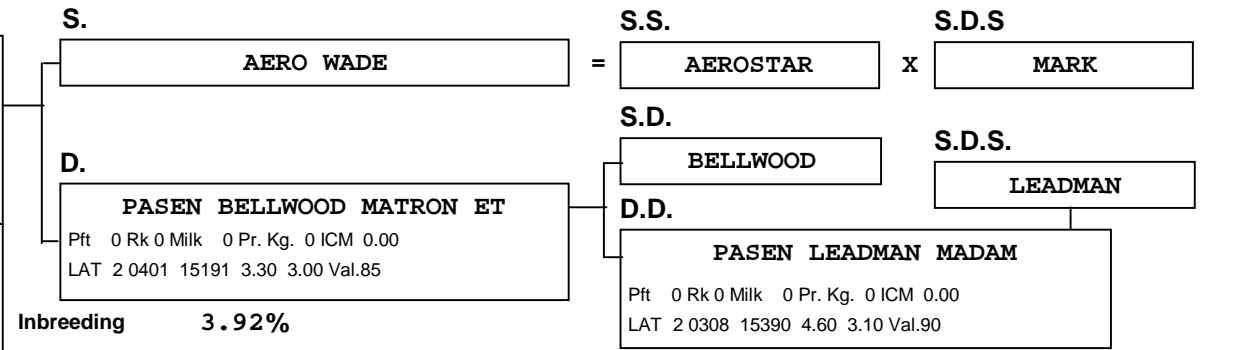 S.
S.S.
S.D.S
AERO WADE
=
AEROSTAR
X
MARK
S.D.
BELLWOOD
S.D.S.
LEADMAN
D.
PASEN BELLWOOD MATRON ET
Pft 0 Rk 0 Milk 0 Pr. Kg. 0 ICM 0.00
LAT 2 0401 15191 3.30 3.00 Val.85
D.D.
PASEN LEADMAN MADAM
Pft 0 Rk 0 Milk 0 Pr. Kg. 0 ICM 0.00
LAT 2 0308 15390 4.60 3.10 Val.90
Inbreeding 3.92%